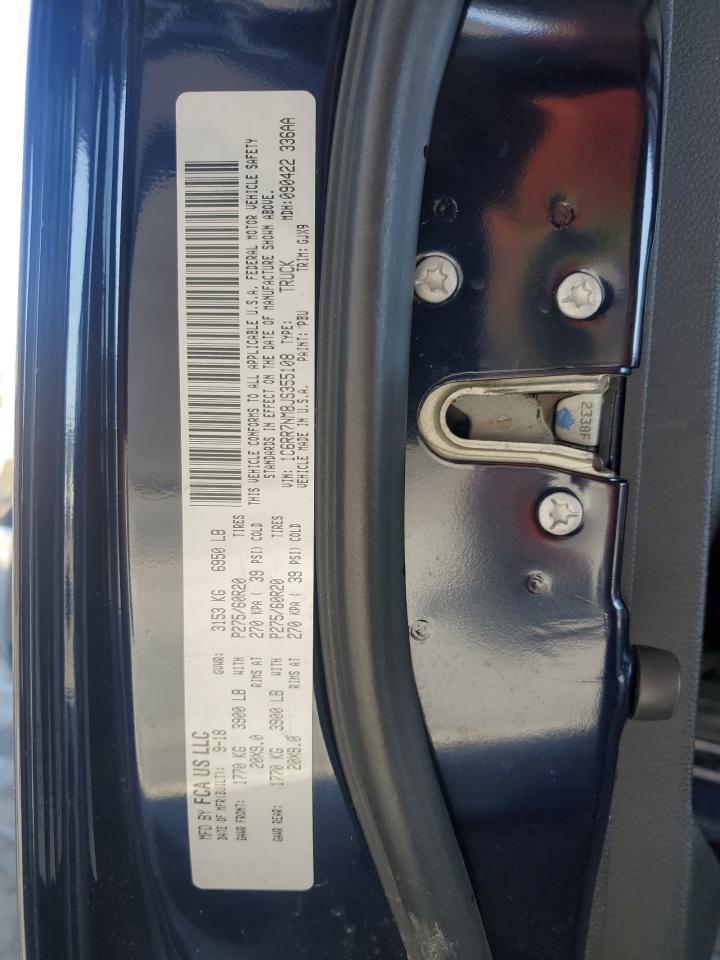 MFD BY FCA US LLC
DATE OF MFR(BUILT): 9-18 GVWR: 3153 KG 6950 LB
GAWR FRONT: 1770 KG 3900 LB WITH P275/60R20 TIRES
20X9.0 RIMS AT 270 KPA ( 39 PSI) COLD
GAWR REAR: 1770 KG 3900 LB WITH P275/60R20 TIRES
20X9.0 RIMS AT 270 KPA ( 39 PSI) COLD
THIS VEHICLE CONFORMS TO ALL APPLICABLE U.S.A. FEDERAL MOTOR VEHICLE SAFETY
STANDARDS IN EFFECT ON THE DATE OF MANUFACTURE SHOWN ABOVE.
VIN: 1C6RR7NM8JS355108 TYPE: TRUCK MDH:090422 336AA
VEHICLE MADE IN U.S.A. PAINT: PBU TRIM: GJX9
2338F